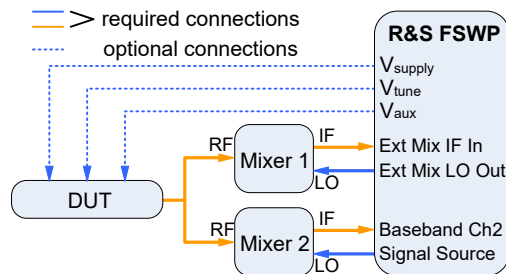 required connections
optional connections
R&S FSWP
Vsupply
Vtune
Vaux
RF
Mixer 1
IF
LO
Ext Mix IF In
Ext Mix LO Out
DUT
RF
Mixer 2
IF
LO
Baseband Ch2
Signal Source